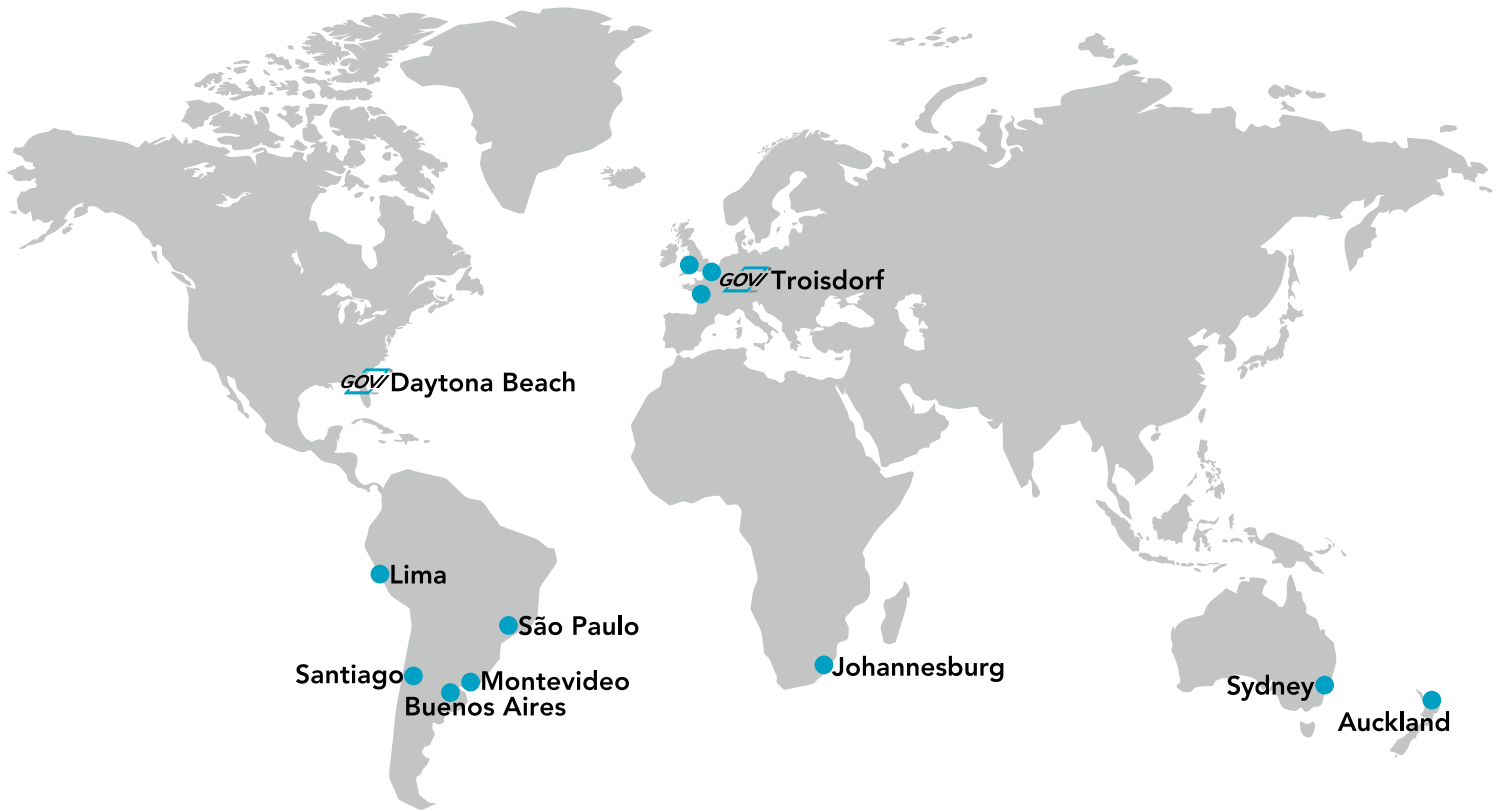 GOVI Troisdorf
GOVI Daytona Beach
Lima
São Paulo
Santiago
Montevideo
Buenos Aires
Johannesburg
Sydney
Auckland